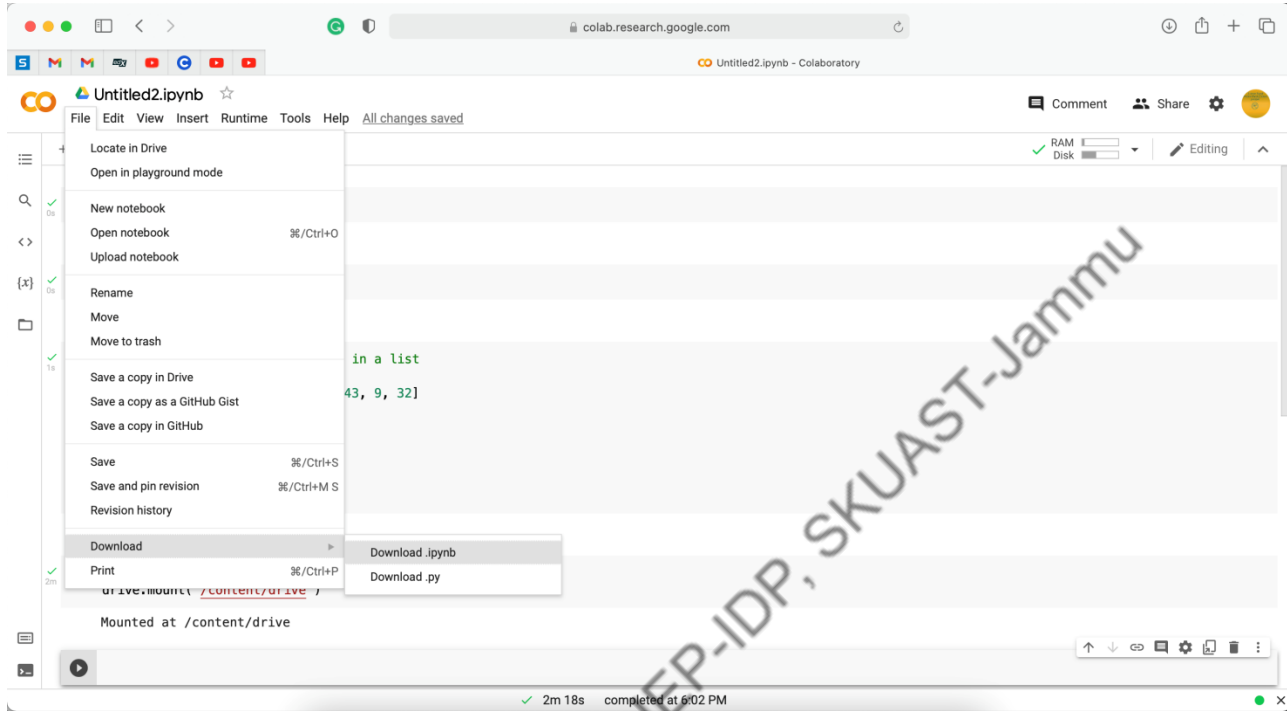 colab.research.google.com
Untitled2.ipynb - Colaboratory
Untitled2.ipynb
File Edit View Insert Runtime Tools Help All changes saved
Comment Share
RAM
Disk
Editing
Locate in Drive
Open in playground mode
New notebook
Open notebook ⌘/Ctrl+O
Upload notebook
Rename
Move
Move to trash
Save a copy in Drive
Save a copy as a GitHub Gist
Save a copy in GitHub
Save ⌘/Ctrl+S
Save and pin revision ⌘/Ctrl+M S
Revision history
Download
Print ⌘/Ctrl+P
Download .ipynb
Download .py
0s
0s
1s
in a list
43, 9, 32]
2m
drive.mount('/content/drive')
Mounted at /content/drive
2m 18s completed at 6:02 PM
EP-IDP, SKUAST-Jammu